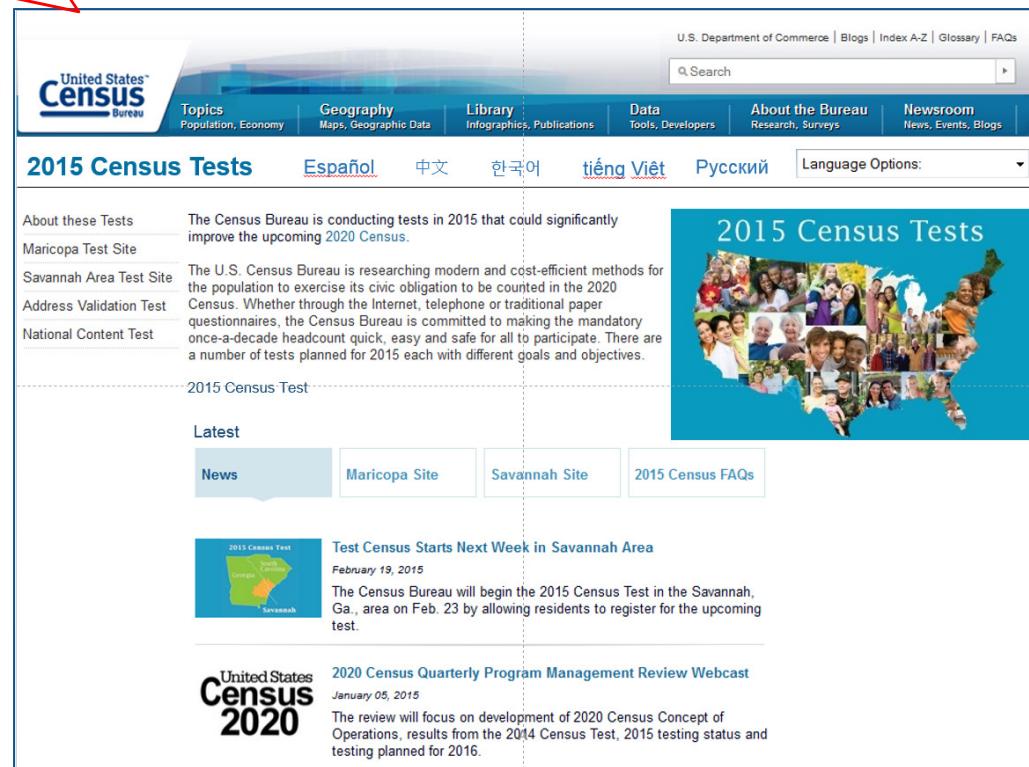 U.S. Department of Commerce | Blogs | Index A-Z | Glossary | FAQs
Search
United States™
Census
Bureau
Topics
Population, Economy
Geography
Maps, Geographic Data
Library
Infographics, Publications
Data
Tools, Developers
About the Bureau
Research, Surveys
Newsroom
News, Events, Blogs
2015 Census Tests
Español
中文
한국어
tiếng Việt
Русский
Language Options:
About these Tests
Maricopa Test Site
Savannah Area Test Site
Address Validation Test
National Content Test
The Census Bureau is conducting tests in 2015 that could significantly
improve the upcoming 2020 Census.
The U.S. Census Bureau is researching modern and cost-efficient methods for
the population to exercise its civic obligation to be counted in the 2020
Census. Whether through the Internet, telephone or traditional paper
questionnaires, the Census Bureau is committed to making the mandatory
once-a-decade headcount quick, easy and safe for all to participate. There are
a number of tests planned for 2015 each with different goals and objectives.
2015 Census Test
2015 Census Tests
Latest
News
Maricopa Site
Savannah Site
2015 Census FAQs
2015 Census Test
South
Carolina
Georgia
Savannah
Test Census Starts Next Week in Savannah Area
February 19, 2015
The Census Bureau will begin the 2015 Census Test in the Savannah,
Ga., area on Feb. 23 by allowing residents to register for the upcoming
test.
United States
Census
2020
2020 Census Quarterly Program Management Review Webcast
January 05, 2015
The review will focus on development of 2020 Census Concept of
Operations, results from the 2014 Census Test, 2015 testing status and
testing planned for 2016.